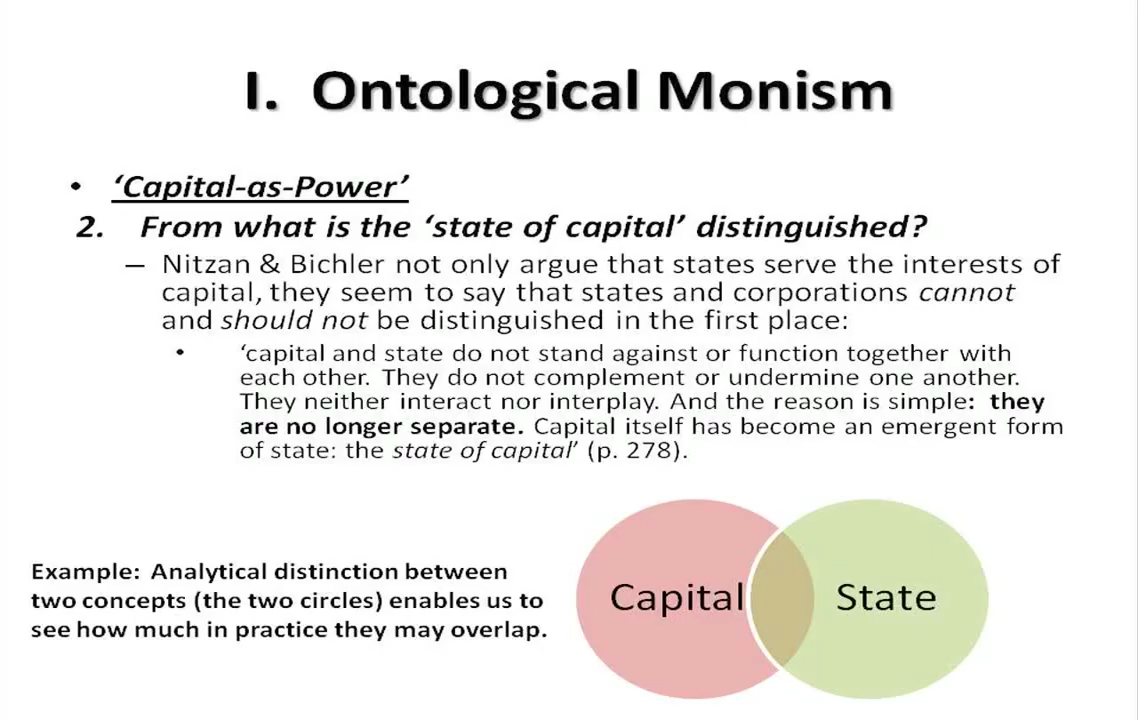 I. Ontological Monism
• ‘Capital-as-Power’
2. From what is the ‘state of capital’ distinguished?
– Nitzan & Bichler not only argue that states serve the interests of
capital, they seem to say that states and corporations cannot
and should not be distinguished in the first place:
• ‘capital and state do not stand against or function together with
each other. They do not complement or undermine one another.
They neither interact nor interplay. And the reason is simple: they
are no longer separate. Capital itself has become an emergent form
of state: the state of capital’ (p. 278).
Example: Analytical distinction between
two concepts (the two circles) enables us to
see how much in practice they may overlap.
Capital State